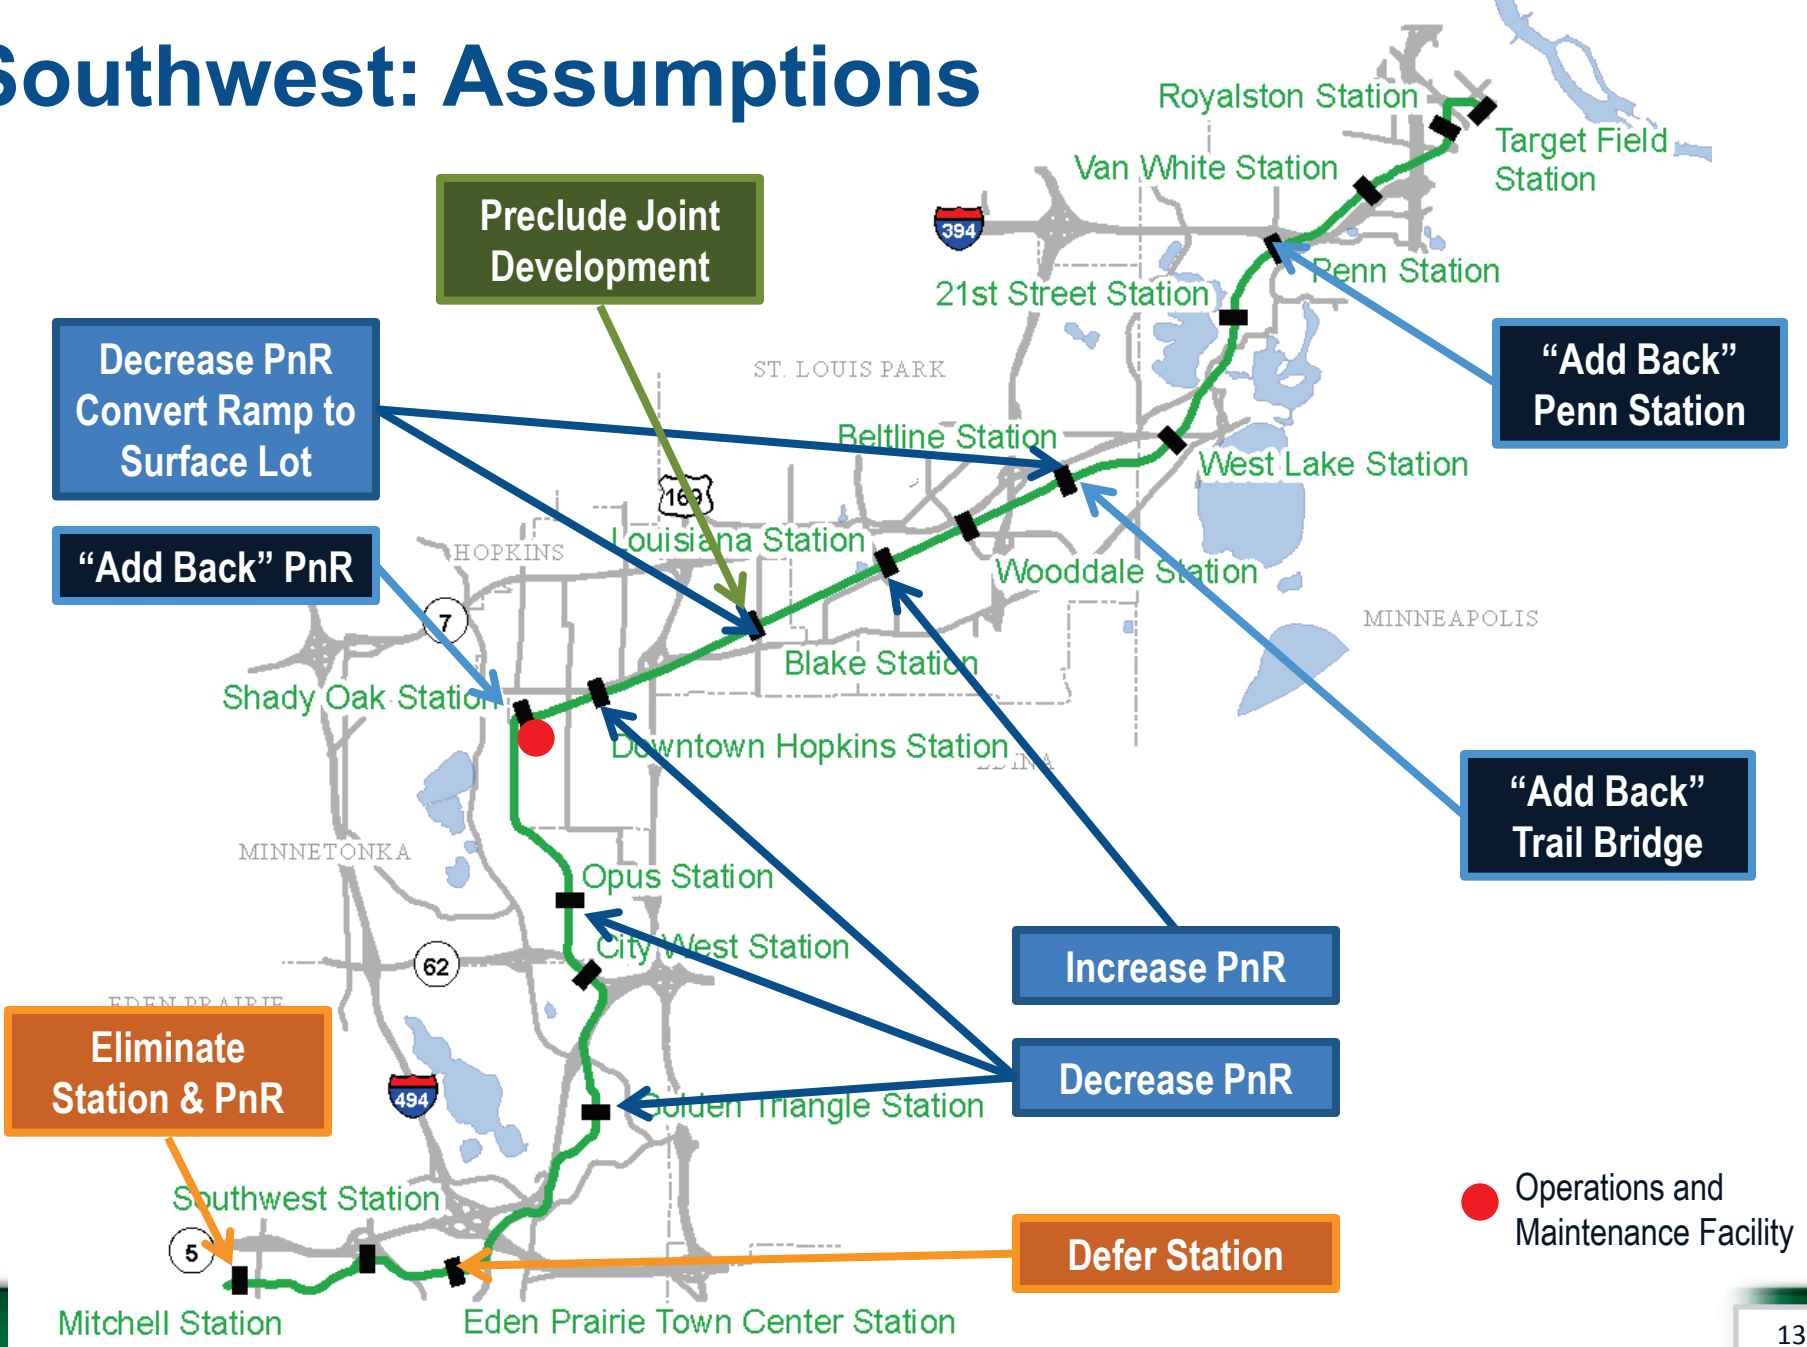 Southwest: Assumptions
Royalston Station
Target Field
Station
Van White Station
Preclude Joint
Development
394
Penn Station
21st Street Station
Decrease PnR
Convert Ramp to
Surface Lot
“Add Back”
Penn Station
ST. LOUIS PARK
Beltline Station
West Lake Station
169
Louisiana Station
HOPKINS
“Add Back” PnR
Wooddale Station
7
MINNEAPOLIS
Blake Station
Shady Oak Station
Downtown Hopkins Station
EDINA
“Add Back”
Trail Bridge
MINNETONKA
Opus Station
City West Station
62
Increase PnR
EDEN PRAIRIE
Eliminate
Station & PnR
Decrease PnR
494
Golden Triangle Station
Southwest Station
Operations and
Maintenance Facility
5
Defer Station
Mitchell Station
Eden Prairie Town Center Station
13